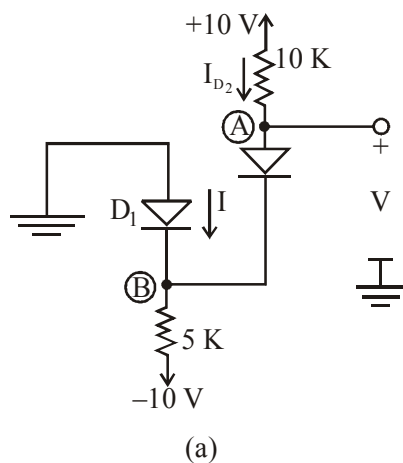 +10 V
I_D₂ 10 K
A
+
D₁ I V
B
5 K
–10 V
(a)